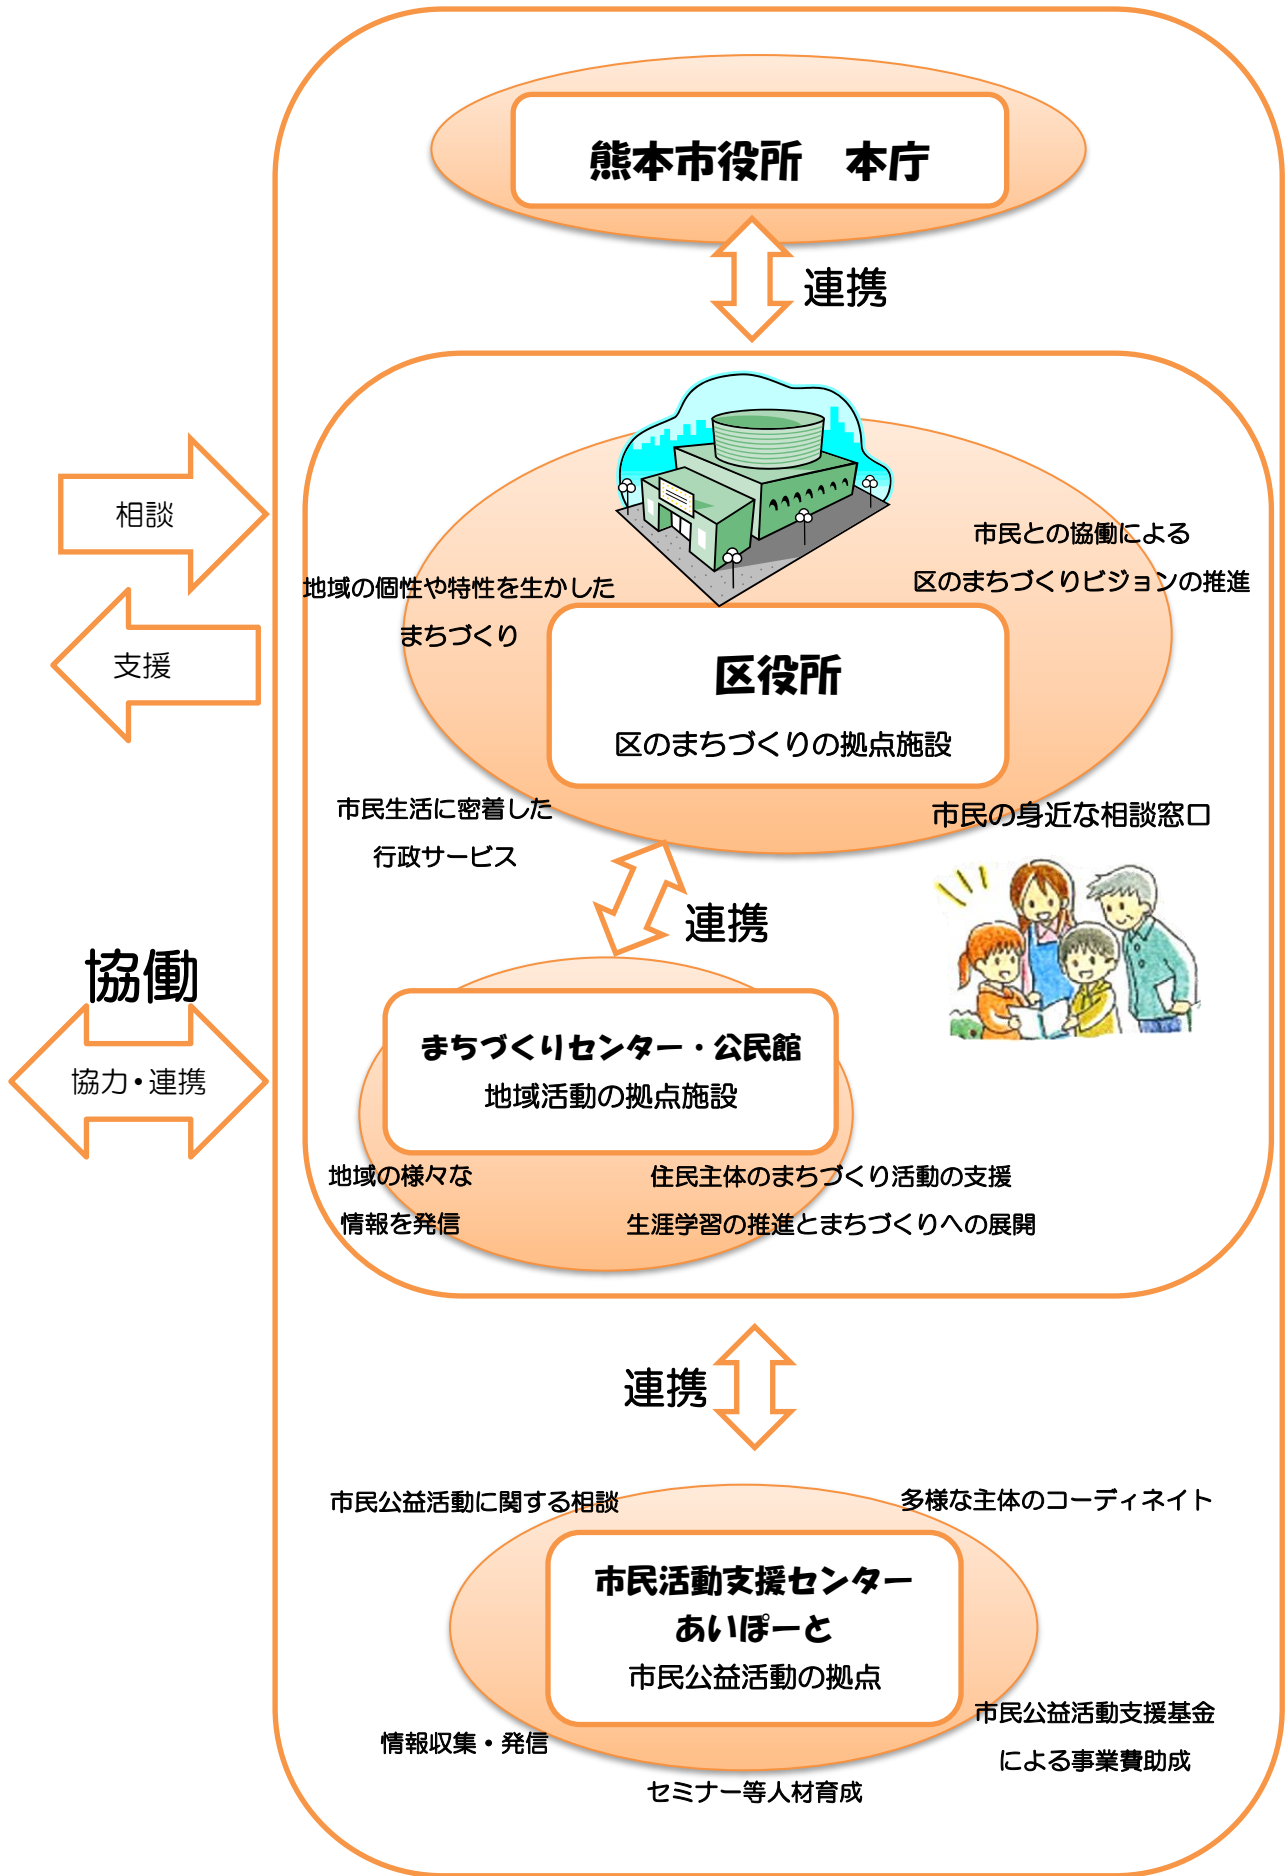 熊本市役所　本庁
連携
相談
支援
市民との協働による
区のまちづくりビジョンの推進
地域の個性や特性を生かした
まちづくり
区役所
区のまちづくりの拠点施設
市民生活に密着した
行政サービス
市民の身近な相談窓口
連携
協働
協力・連携
まちづくりセンター・公民館
地域活動の拠点施設
地域の様々な
情報を発信
住民主体のまちづくり活動の支援
生涯学習の推進とまちづくりへの展開
連携
市民公益活動に関する相談
多様な主体のコーディネイト
市民活動支援センター
あいぽーと
市民公益活動の拠点
情報収集・発信
セミナー等人材育成
市民公益活動支援基金
による事業費助成